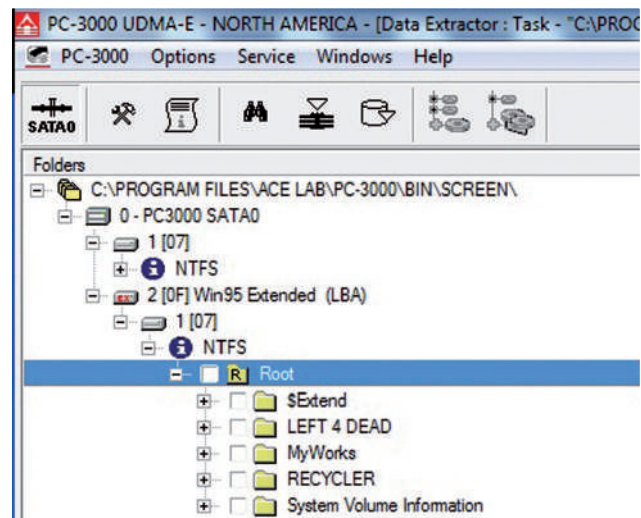 PC-3000 UDMA-E - NORTH AMERICA - [Data Extractor : Task - "C:\PROC
PC-3000 Options Service Windows Help
SATA0
Folders
C:\PROGRAM FILES\ACE LAB\PC-3000\BIN\SCREEN\
0 - PC3000 SATA0
1 [07]
NTFS
2 [0F] Win95 Extended (LBA)
1 [07]
NTFS
R Root
$Extend
LEFT 4 DEAD
MyWorks
RECYCLER
System Volume Information